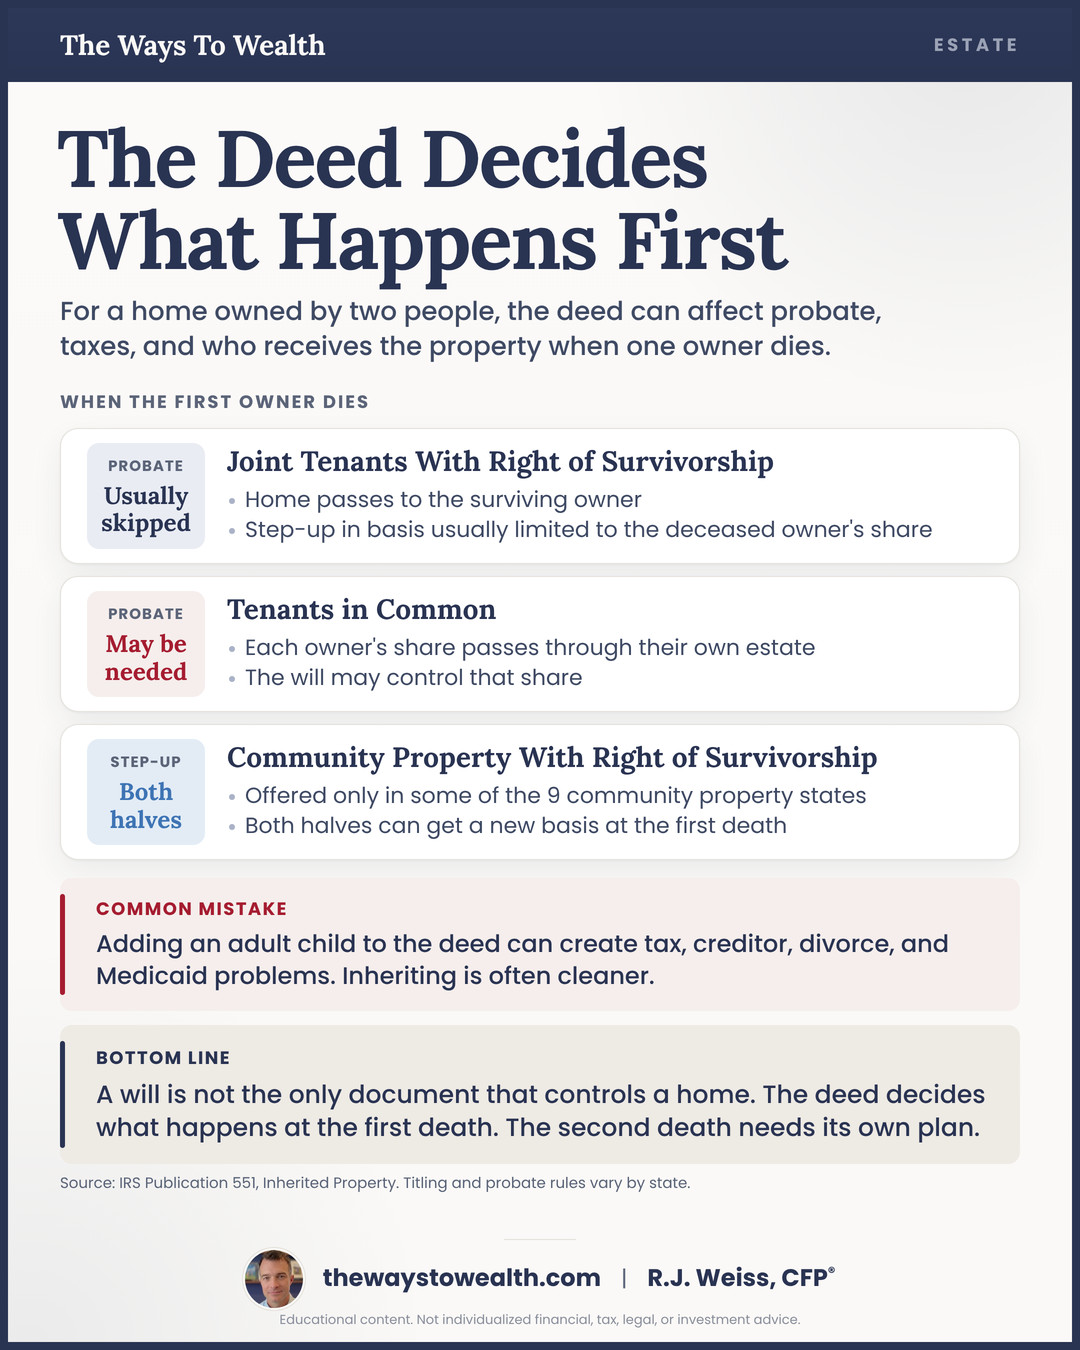 The Ways To Wealth
ESTATE
The Deed Decides
What Happens First
For a home owned by two people, the deed can affect probate,
taxes, and who receives the property when one owner dies.
WHEN THE FIRST OWNER DIES
PROBATE
Usually
skipped
Joint Tenants With Right of Survivorship
• Home passes to the surviving owner
• Step-up in basis usually limited to the deceased owner's share
PROBATE
May be
needed
Tenants in Common
• Each owner's share passes through their own estate
• The will may control that share
STEP-UP
Both
halves
Community Property With Right of Survivorship
• Offered only in some of the 9 community property states
• Both halves can get a new basis at the first death
COMMON MISTAKE
Adding an adult child to the deed can create tax, creditor, divorce, and
Medicaid problems. Inheriting is often cleaner.
BOTTOM LINE
A will is not the only document that controls a home. The deed decides
what happens at the first death. The second death needs its own plan.
Source: IRS Publication 551, Inherited Property. Titling and probate rules vary by state.
thewaystowealth.com | R.J. Weiss, CFP®
Educational content. Not individualized financial, tax, legal, or investment advice.